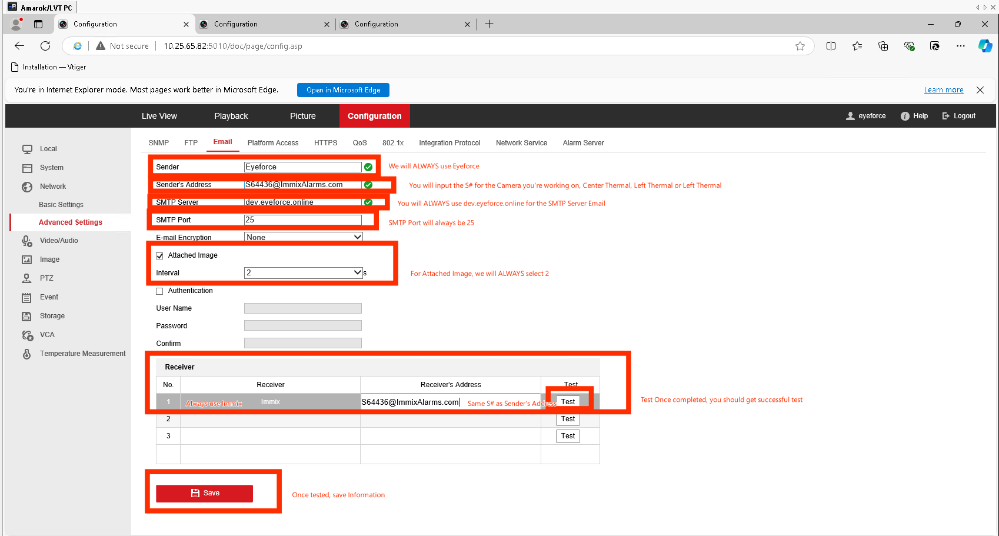 Amarok/LVT PC
Configuration
Configuration
Configuration
Not secure
10.25.65.82:5010/doc/page/config.asp
Installation — Vtiger
You're in Internet Explorer mode. Most pages work better in Microsoft Edge.
Open in Microsoft Edge
Learn more
Live View
Playback
Picture
Configuration
eyeforce
Help
Logout
Local
System
Network
Basic Settings
Advanced Settings
Video/Audio
Image
PTZ
Event
Storage
VCA
Temperature Measurement
SNMP
FTP
Email
Platform Access
HTTPS
QoS
802.1x
Integration Protocol
Network Service
Alarm Server
Sender
Eyeforce
We will ALWAYS use Eyeforce
Sender's Address
S64436@ImmixAlarms.com
You will input the S# for the Camera you're working on, Center Thermal, Left Thermal or Left Thermal
SMTP Server
dev.eyeforce.online
You will ALWAYS use dev.eyeforce.online for the SMTP Server Email
SMTP Port
25
SMTP Port will always be 25
E-mail Encryption
None
Attached Image
Interval
2
s
For Attached Image, we will ALWAYS select 2
Authentication
User Name
Password
Confirm
Receiver
No.
Receiver
Receiver's Address
Test
1
Always use Immix
Immix
S64436@ImmixAlarms.com
Same S# as Sender's Address
Test
Test Once completed, you should get successful test
2
Test
3
Test
Save
Once tested, save Information